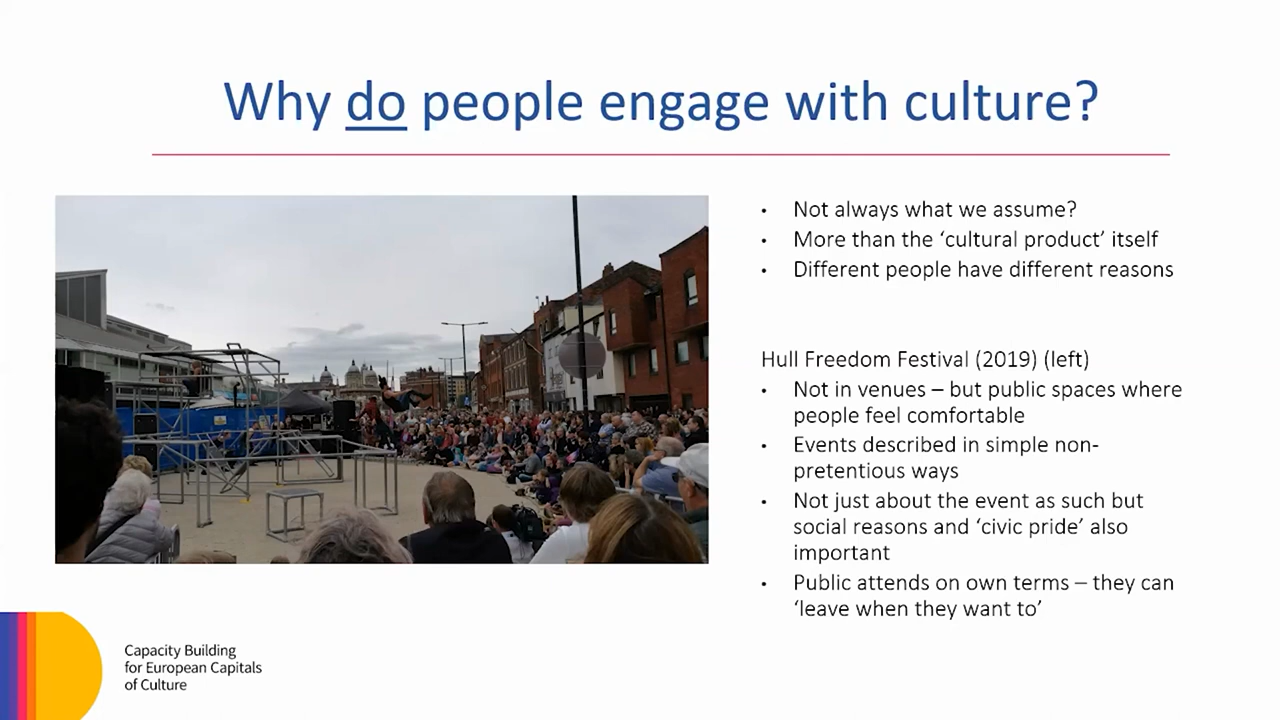 Why do people engage with culture?
• Not always what we assume?
• More than the ‘cultural product’ itself
• Different people have different reasons
Hull Freedom Festival (2019) (left)
• Not in venues – but public spaces where
people feel comfortable
• Events described in simple non-
pretentious ways
• Not just about the event as such but
social reasons and ‘civic pride’ also
important
• Public attends on own terms – they can
‘leave when they want to’
Capacity Building
for European Capitals
of Culture